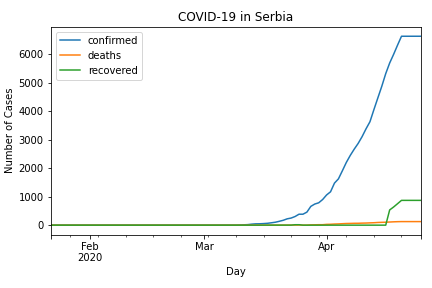 COVID-19 in Serbia
confirmed
deaths
recovered
Number of Cases
6000
5000
4000
3000
2000
1000
0
Feb
2020
Mar
Apr
Day